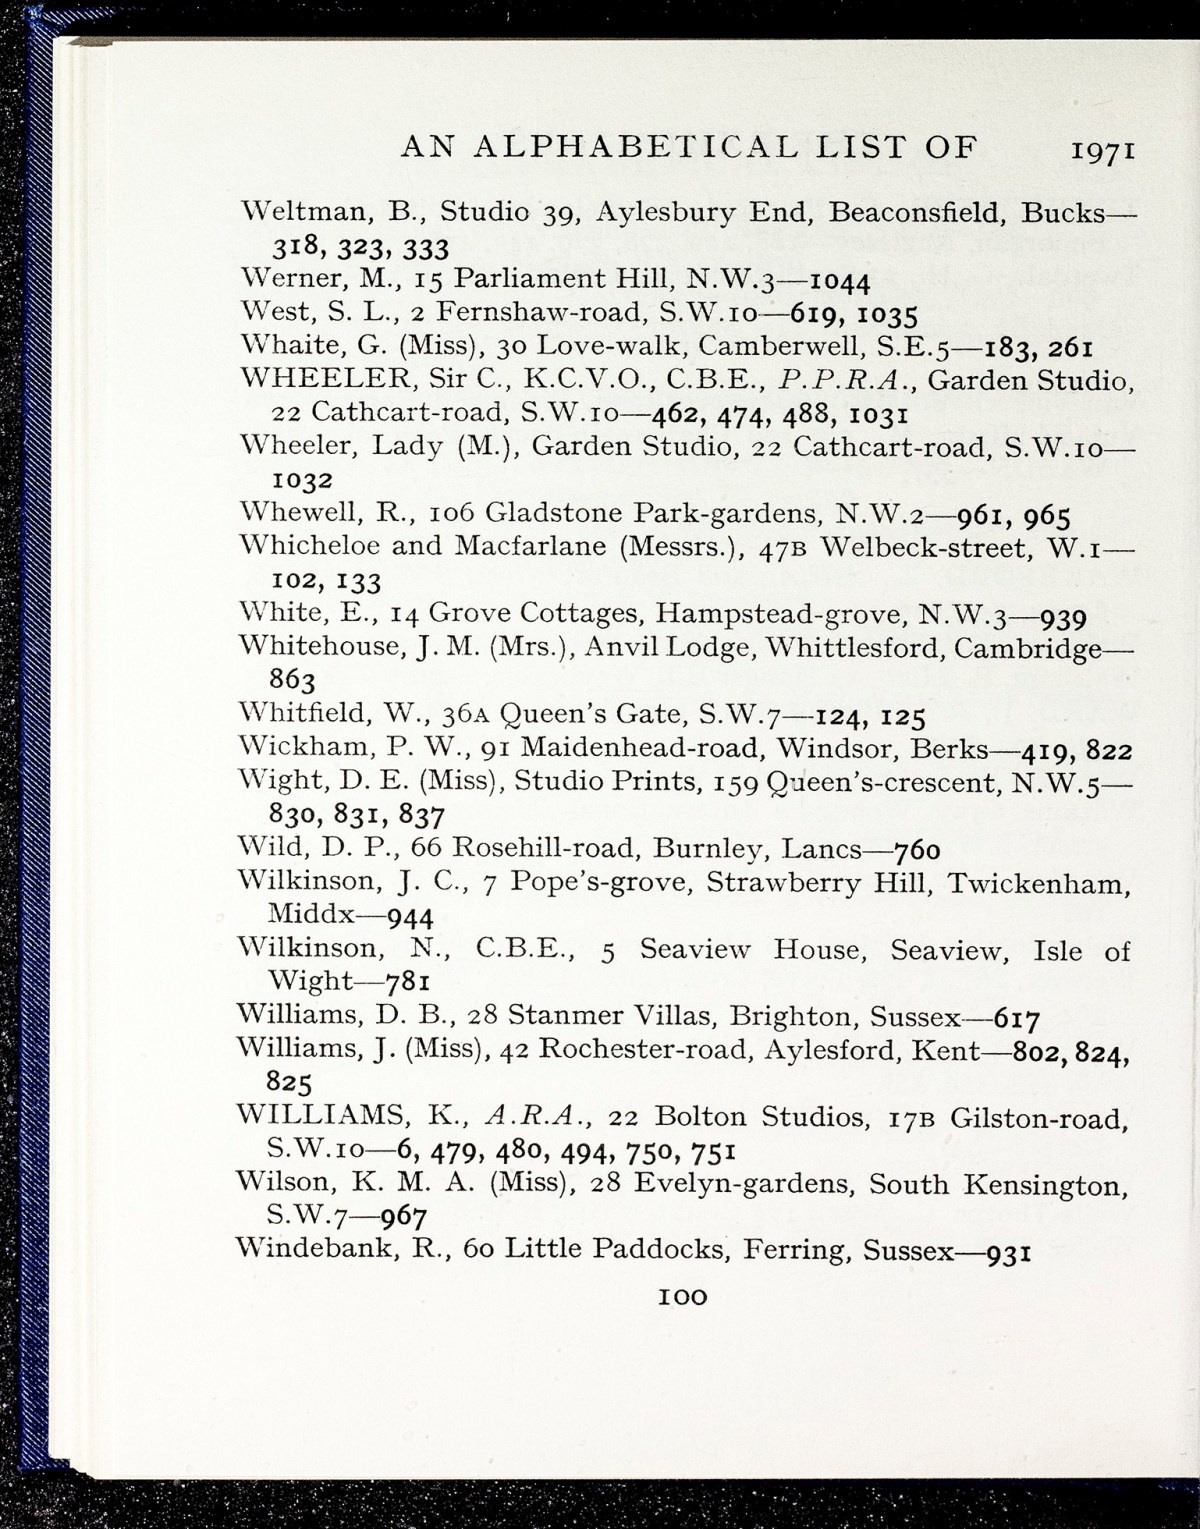 AN ALPHABETICAL LIST OF 1971
Weltman, B., Studio 39, Aylesbury End, Beaconsfield, Bucks—
318, 323, 333
Werner, M., 15 Parliament Hill, N.W.3—1044
West, S. L., 2 Fernshaw-road, S.W.10—619, 1035
Whaite, G. (Miss), 30 Love-walk, Camberwell, S.E.5—183, 261
WHEELER, Sir C., K.C.V.O., C.B.E., P.P.R.A., Garden Studio,
22 Cathcart-road, S.W.10—462, 474, 488, 1031
Wheeler, Lady (M.), Garden Studio, 22 Cathcart-road, S.W.10—
1032
Whewell, R., 106 Gladstone Park-gardens, N.W.2—961, 965
Whicheloe and Macfarlane (Messrs.), 47B Welbeck-street, W.1—
102, 133
White, E., 14 Grove Cottages, Hampstead-grove, N.W.3—939
Whitehouse, J. M. (Mrs.), Anvil Lodge, Whittlesford, Cambridge—
863
Whitfield, W., 36A Queen's Gate, S.W.7—124, 125
Wickham, P. W., 91 Maidenhead-road, Windsor, Berks—419, 822
Wight, D. E. (Miss), Studio Prints, 159 Queen's-crescent, N.W.5—
830, 831, 837
Wild, D. P., 66 Rosehill-road, Burnley, Lancs—760
Wilkinson, J. C., 7 Pope's-grove, Strawberry Hill, Twickenham,
Middx—944
Wilkinson, N., C.B.E., 5 Seaview House, Seaview, Isle of
Wight—781
Williams, D. B., 28 Stanmer Villas, Brighton, Sussex—617
Williams, J. (Miss), 42 Rochester-road, Aylesford, Kent—802, 824,
825
WILLIAMS, K., A.R.A., 22 Bolton Studios, 17B Gilston-road,
S.W.10—6, 479, 480, 494, 750, 751
Wilson, K. M. A. (Miss), 28 Evelyn-gardens, South Kensington,
S.W.7—967
Windebank, R., 60 Little Paddocks, Ferring, Sussex—931
100